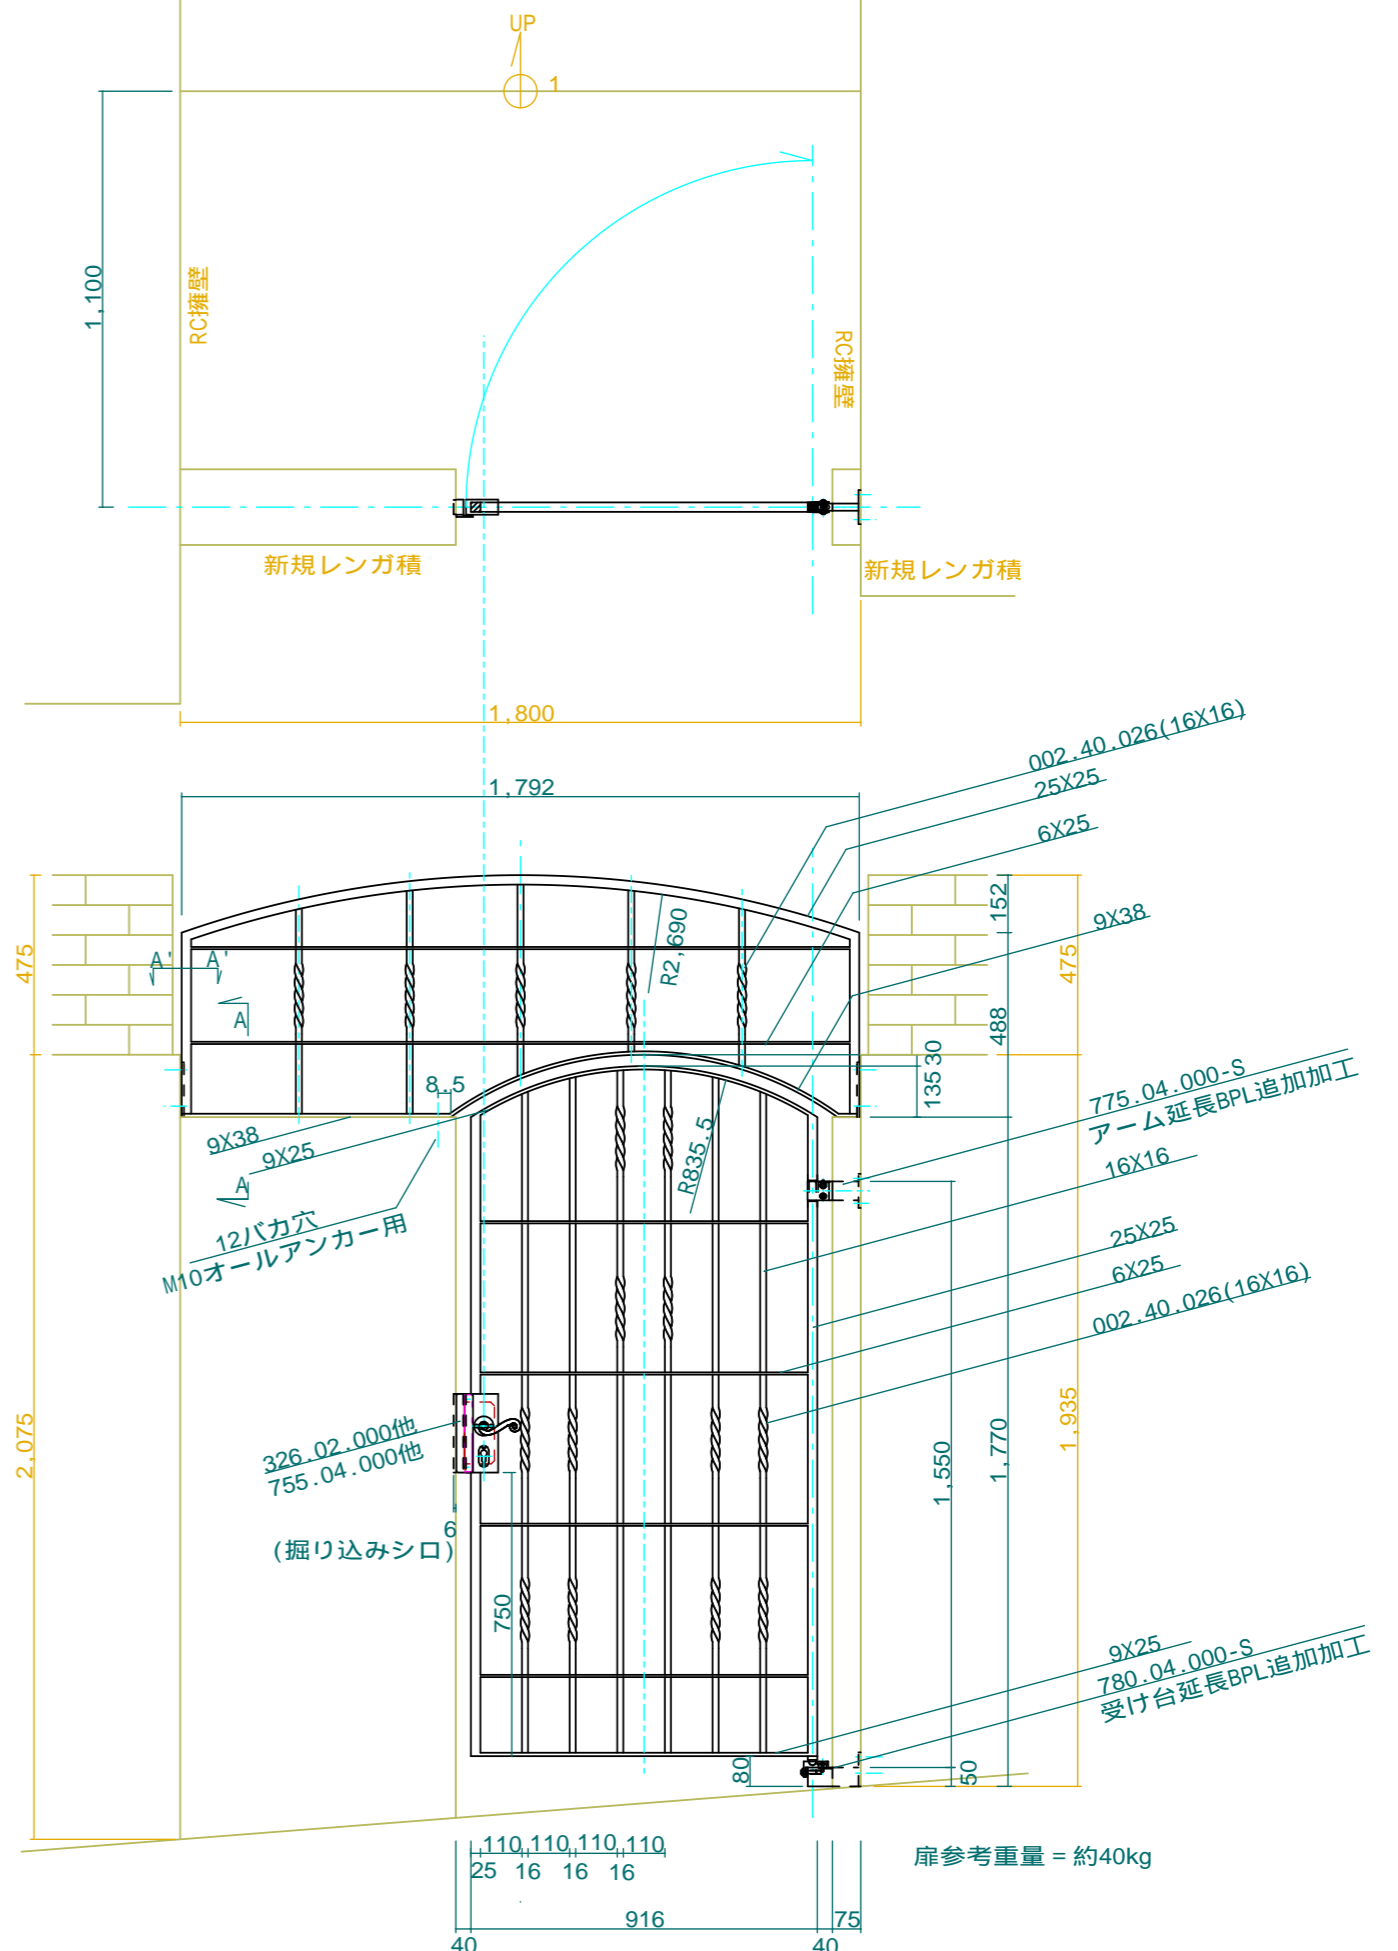 UP
1
1,100
RC擁壁
RC擁壁
新規レンガ積
新規レンガ積
1,800
002.40.026(16X16)
25X25
6X25
9X38
1,792
152
475
475
A'
A'
A
R2,690
488
30
135
8.5
775.04.000-S
アーム延長BPL追加加工
9X38
9X25
A
R835.5
16X16
12バカ穴
M10オールアンカー用
25X25
6X25
002.40.026(16X16)
326.02.000他
755.04.000他
2,075
1,550
1,770
1,935
6
(掘り込みシロ)
750
9X25
780.04.000-S
受け台延長BPL追加加工
80
50
110
110
110
110
25
16
16
16
扉参考重量 = 約40kg
916
75
40
40